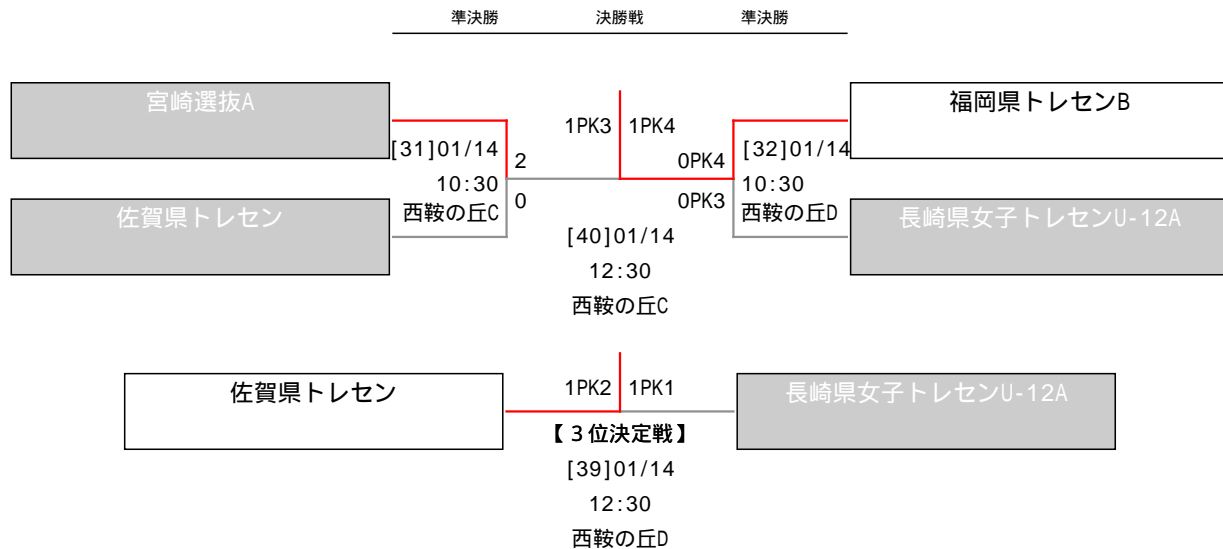 準決勝 決勝戦 準決勝
宮崎選抜A
福岡県トレセンB
1PK3 1PK4
[31]01/14 2 0PK4 [32]01/14
10:30 0 0PK3 10:30
西鞍の丘C 西鞍の丘D
佐賀県トレセン
長崎県女子トレセンU-12A
[40]01/14
12:30
西鞍の丘C
佐賀県トレセン
1PK2 1PK1
長崎県女子トレセンU-12A
【３位決定戦】
[39]01/14
12:30
西鞍の丘D